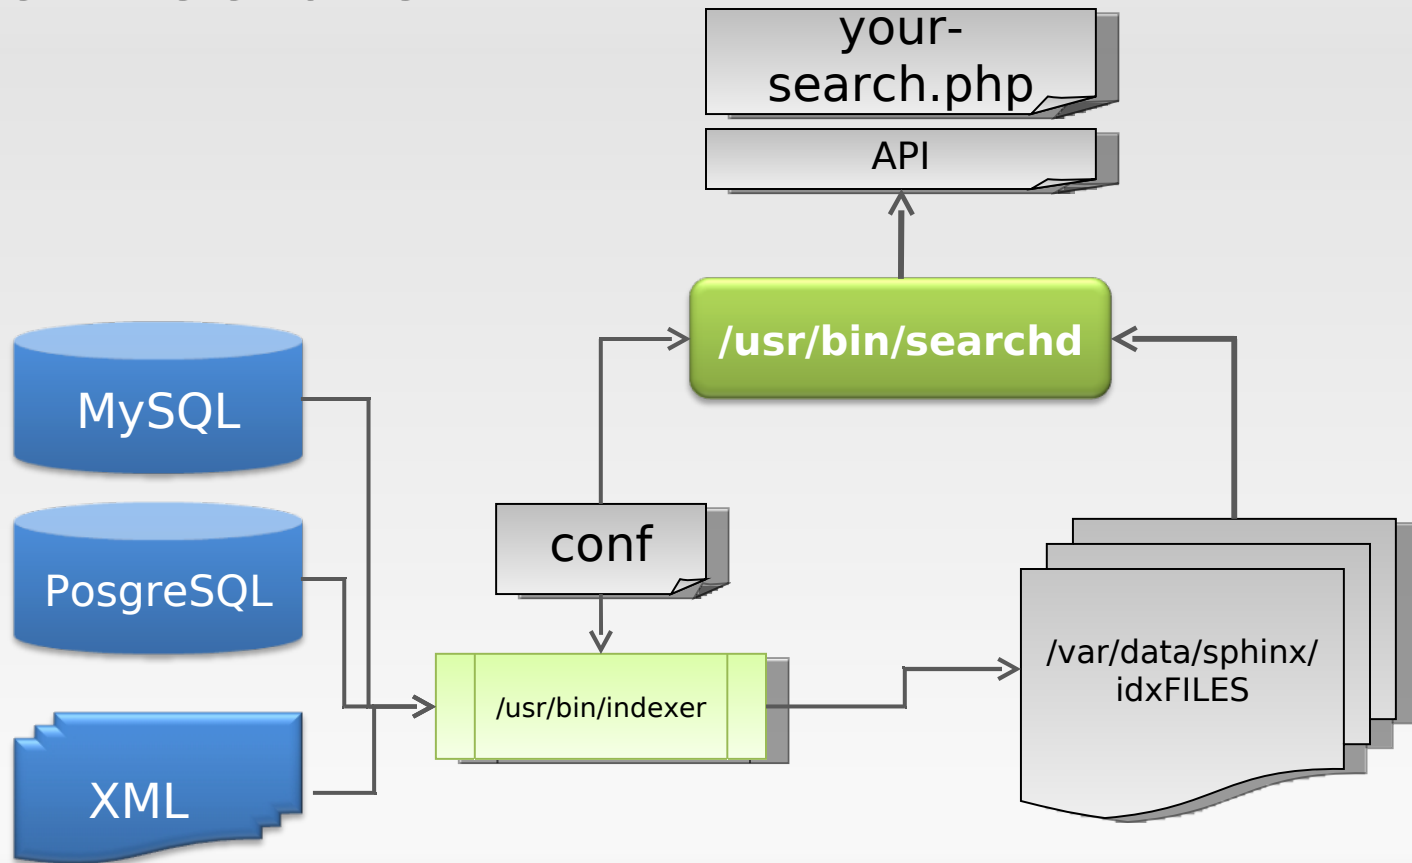 your-
search.php
API
/usr/bin/searchd
MySQL
conf
PosgreSQL
/var/data/sphinx/
idxFILES
/usr/bin/indexer
XML